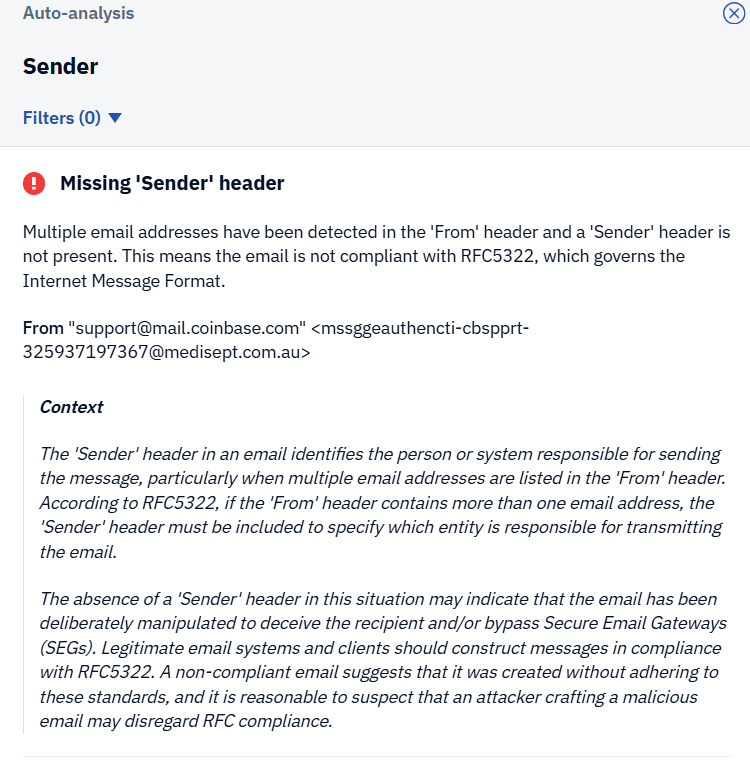 Auto-analysis
Sender
Filters (0)
Missing 'Sender' header
Multiple email addresses have been detected in the 'From' header and a 'Sender' header is
not present. This means the email is not compliant with RFC5322, which governs the
Internet Message Format.
From "support@mail.coinbase.com" <mssggeauthencti-cbspprt-
325937197367@medisept.com.au>
Context
The 'Sender' header in an email identifies the person or system responsible for sending
the message, particularly when multiple email addresses are listed in the 'From' header.
According to RFC5322, if the 'From' header contains more than one email address, the
'Sender' header must be included to specify which entity is responsible for transmitting
the email.
The absence of a 'Sender' header in this situation may indicate that the email has been
deliberately manipulated to deceive the recipient and/or bypass Secure Email Gateways
(SEGs). Legitimate email systems and clients should construct messages in compliance
with RFC5322. A non-compliant email suggests that it was created without adhering to
these standards, and it is reasonable to suspect that an attacker crafting a malicious
email may disregard RFC compliance.